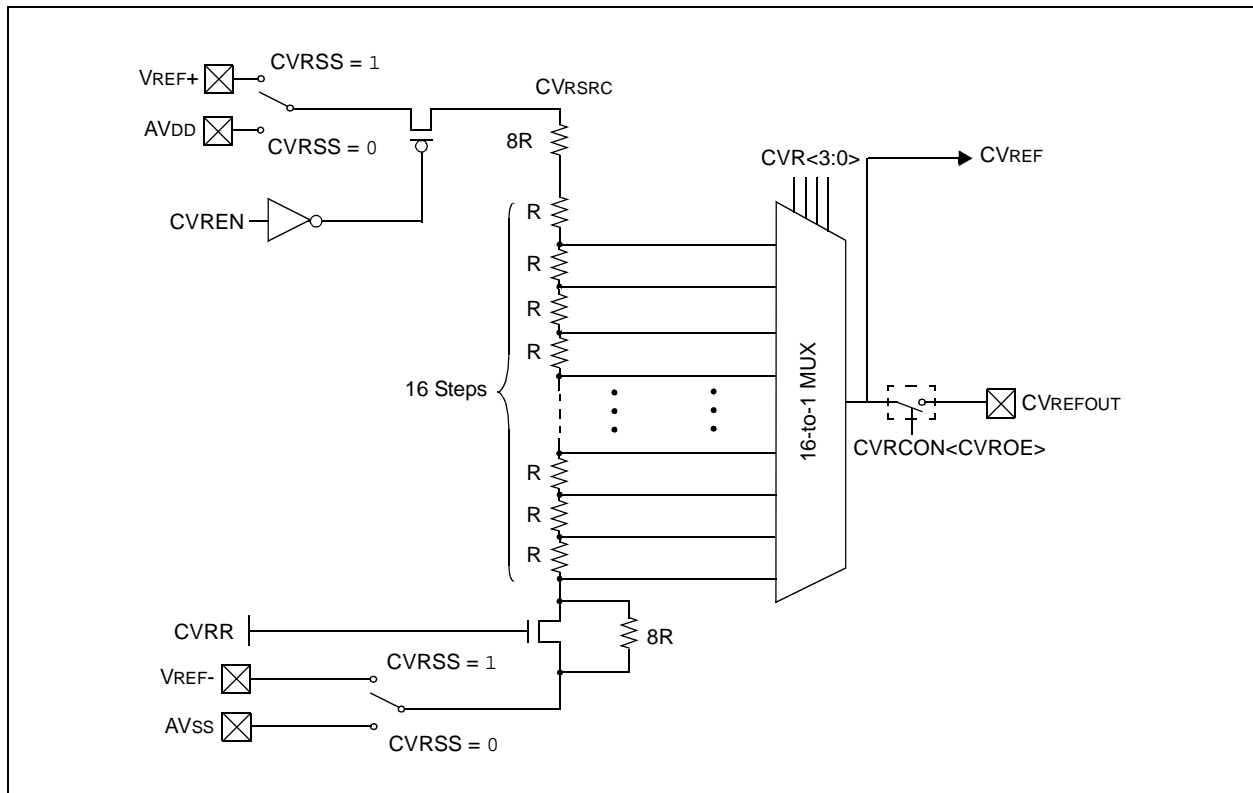 CVRSS = 1
VREF+
CVRSRC
AVDD
8R
CVRSS = 0
CVR<3:0>
CVREF
CVREN
R
R
R
R
16 Steps
16-to-1 MUX
CVREFOUT
CVRCON<CVROE>
R
R
R
CVRR
8R
CVRSS = 1
VREF-
AVSS
CVRSS = 0